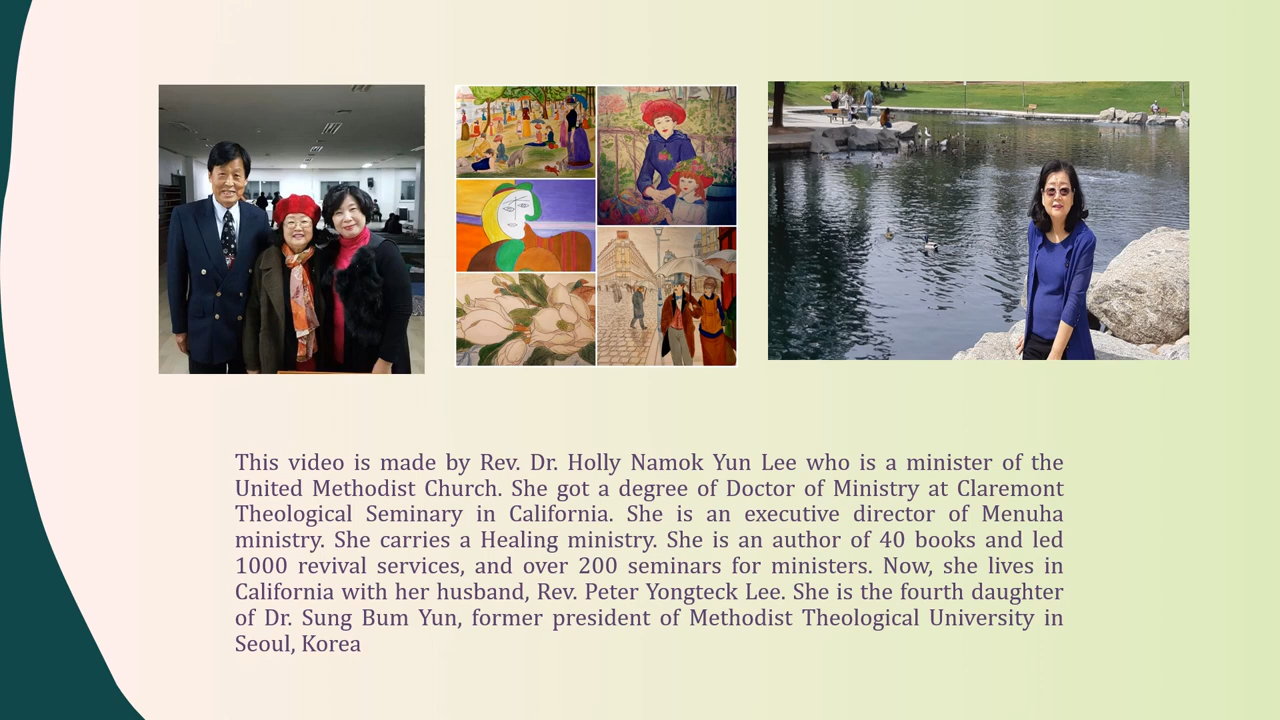 This video is made by Rev. Dr. Holly Namok Yun Lee who is a minister of the
United Methodist Church. She got a degree of Doctor of Ministry at Claremont
Theological Seminary in California. She is an executive director of Menuha
ministry. She carries a Healing ministry. She is an author of 40 books and led
1000 revival services, and over 200 seminars for ministers. Now, she lives in
California with her husband, Rev. Peter Yongteck Lee. She is the fourth daughter
of Dr. Sung Bum Yun, former president of Methodist Theological University in
Seoul, Korea